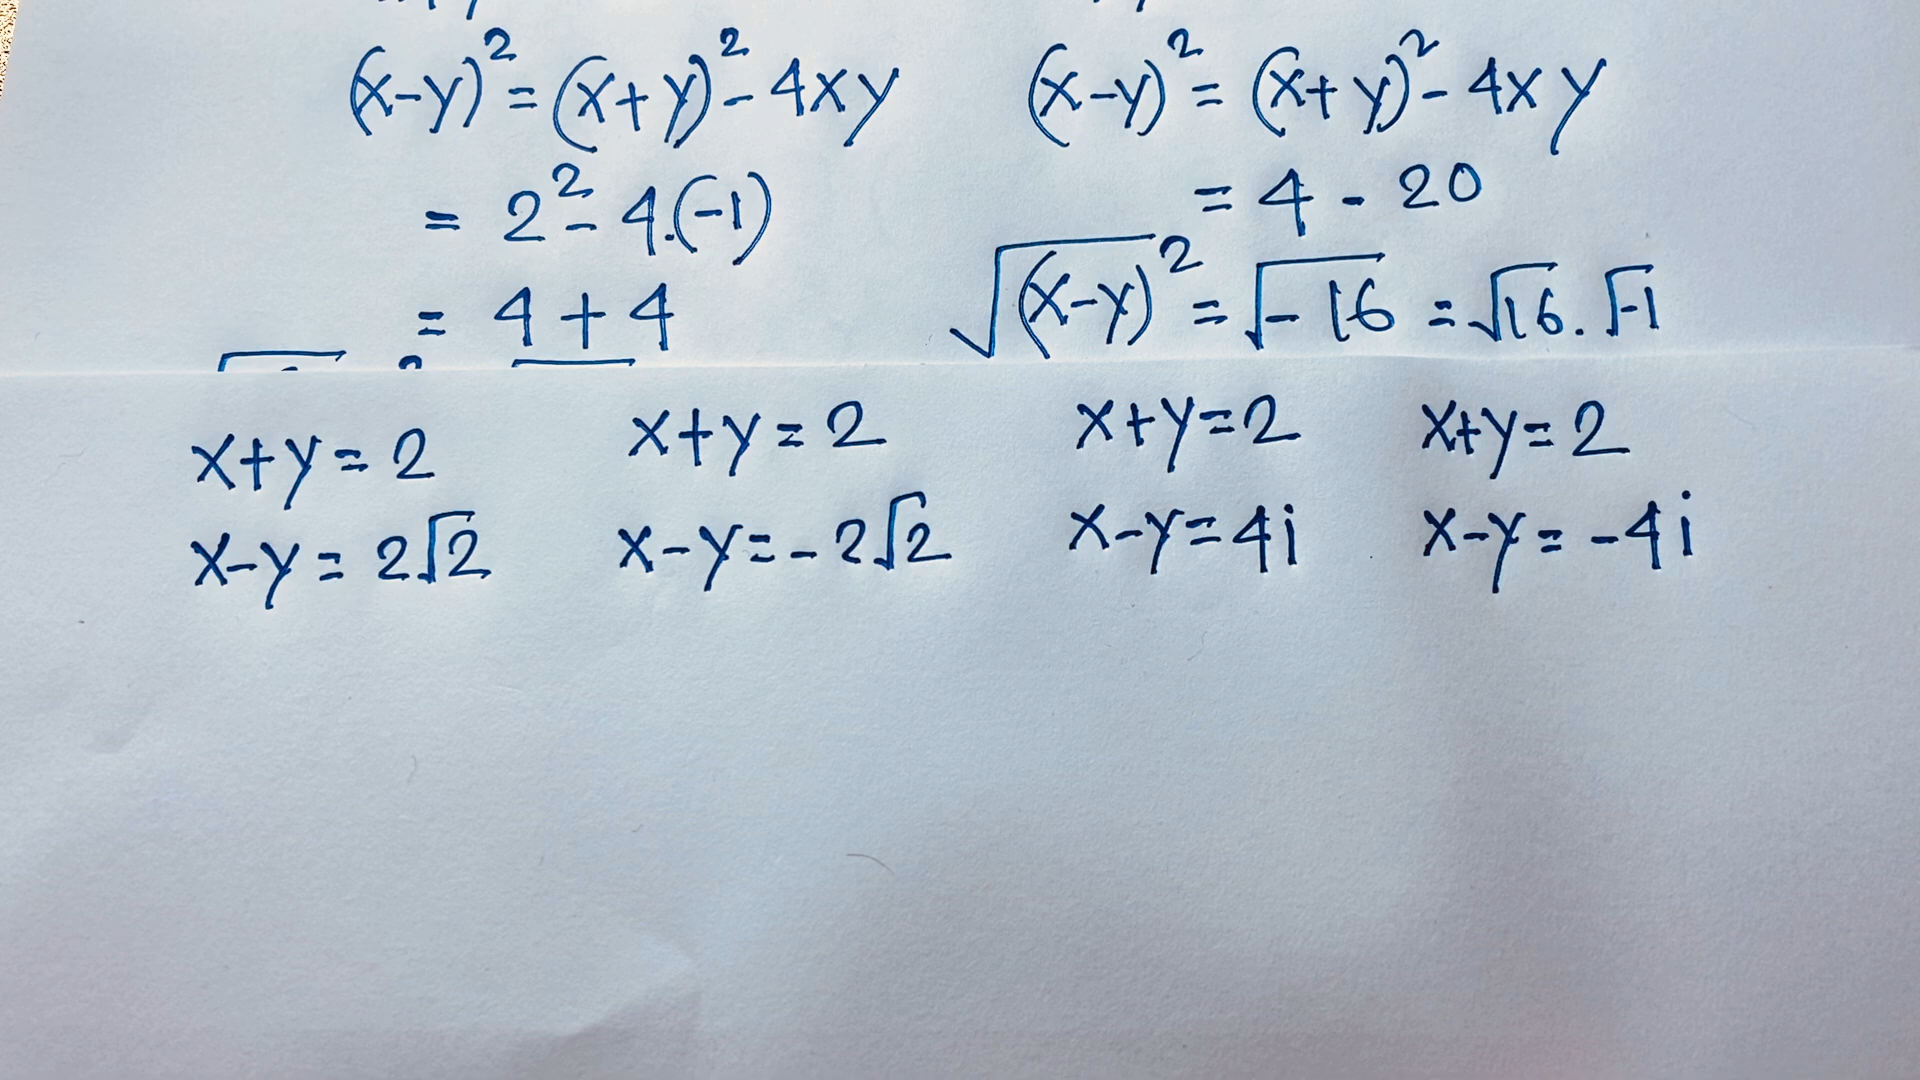 (x-y)² = (x+y)² - 4xy
= 2² - 4.(-1)
= 4 + 4
(x-y)² = (x+y)² - 4xy
= 4 - 20
√(x-y)² = √-16 = √16 . √-1
x+y = 2
x-y = 2√2
x+y = 2
x-y = -2√2
x+y = 2
x-y = 4i
x+y = 2
x-y = -4i